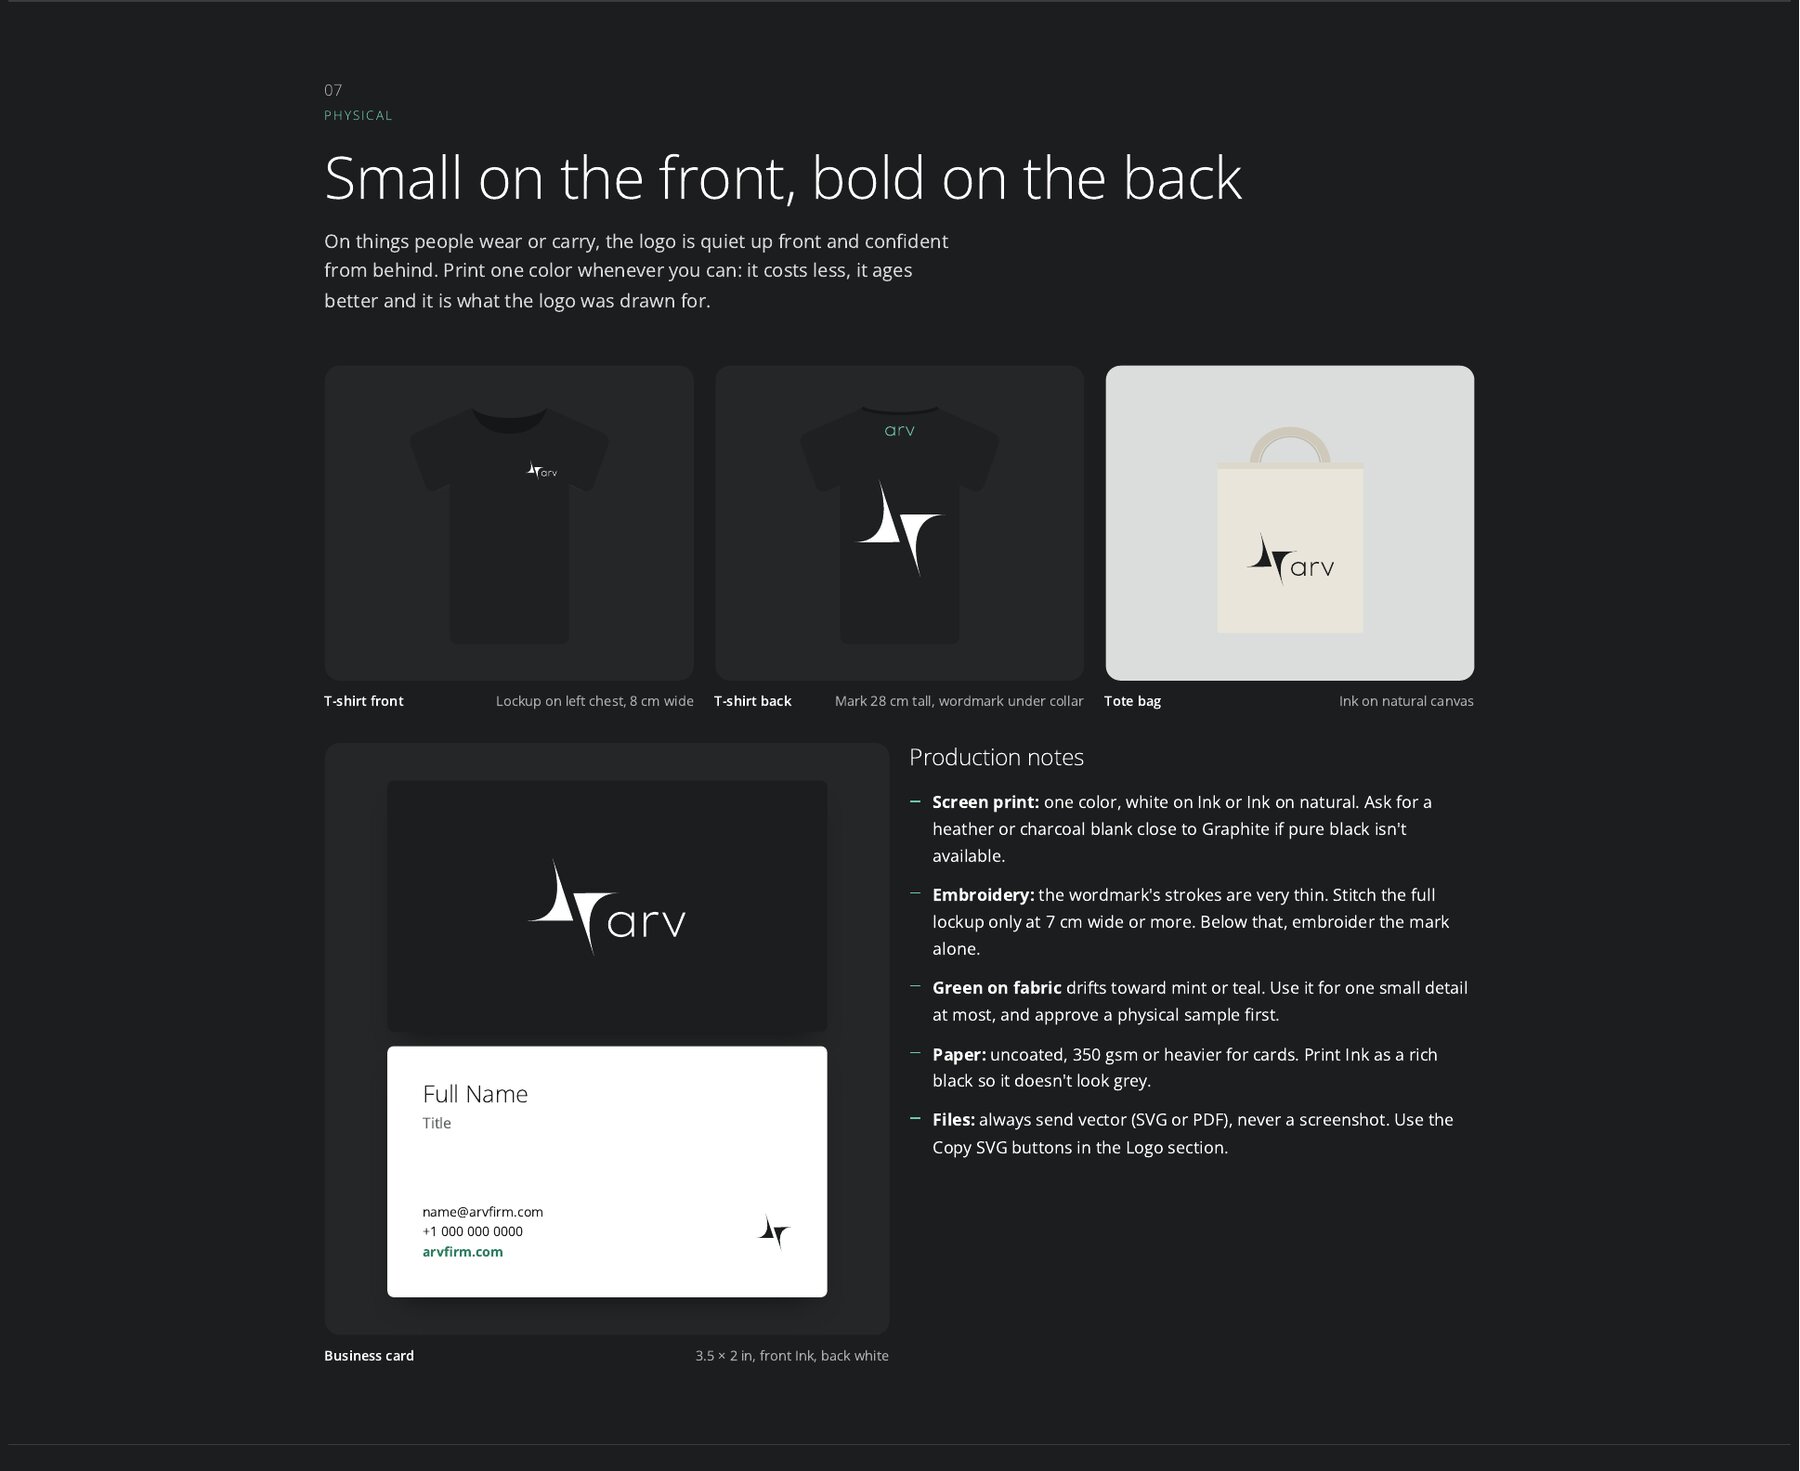 07
PHYSICAL
Small on the front, bold on the back
On things people wear or carry, the logo is quiet up front and confident
from behind. Print one color whenever you can: it costs less, it ages
better and it is what the logo was drawn for.
arv
arv
arv
T-shirt front
Lockup on left chest, 8 cm wide
T-shirt back
Mark 28 cm tall, wordmark under collar
Tote bag
Ink on natural canvas
arv
Full Name
Title
name@arvfirm.com
+1 000 000 0000
arvfirm.com
Business card
3.5 × 2 in, front Ink, back white
Production notes
Screen print: one color, white on Ink or Ink on natural. Ask for a
heather or charcoal blank close to Graphite if pure black isn't
available.
Embroidery: the wordmark's strokes are very thin. Stitch the full
lockup only at 7 cm wide or more. Below that, embroider the mark
alone.
Green on fabric drifts toward mint or teal. Use it for one small detail
at most, and approve a physical sample first.
Paper: uncoated, 350 gsm or heavier for cards. Print Ink as a rich
black so it doesn't look grey.
Files: always send vector (SVG or PDF), never a screenshot. Use the
Copy SVG buttons in the Logo section.